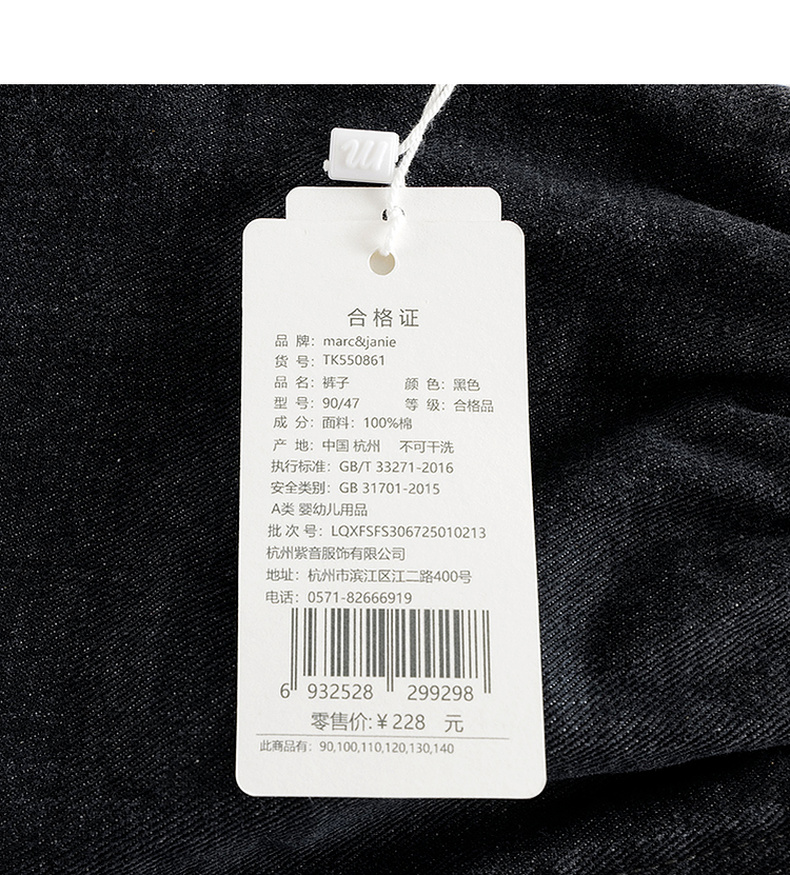 合格证
品 牌：marc&janie
货 号：TK550861
品 名：裤子 颜 色：黑色
型 号：90/47 等 级：合格品
成 分：面料：100%棉
产 地：中国 杭州 不可干洗
执行标准：GB/T 33271-2016
安全类别：GB 31701-2015
A类 婴幼儿用品
批 次 号：LQXFSFS306725010213
杭州紫音服饰有限公司
地址：杭州市滨江区江二路400号
电话：0571-82666919
6 932528 299298
零售价:￥228 元
此商品有：90,100,110,120,130,140